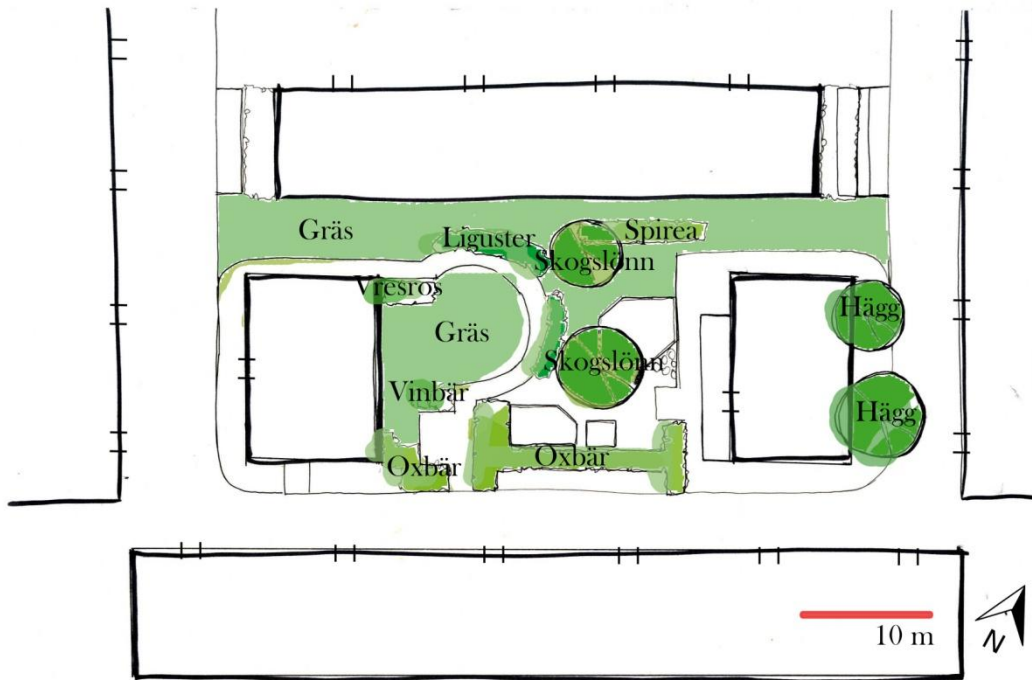 Gräs
Liguster
Spirea
Skogslönn
Vresros
Hägg
Gräs
Skogslönn
Vinbär
Hägg
Oxbär
Oxbär
10 m
N